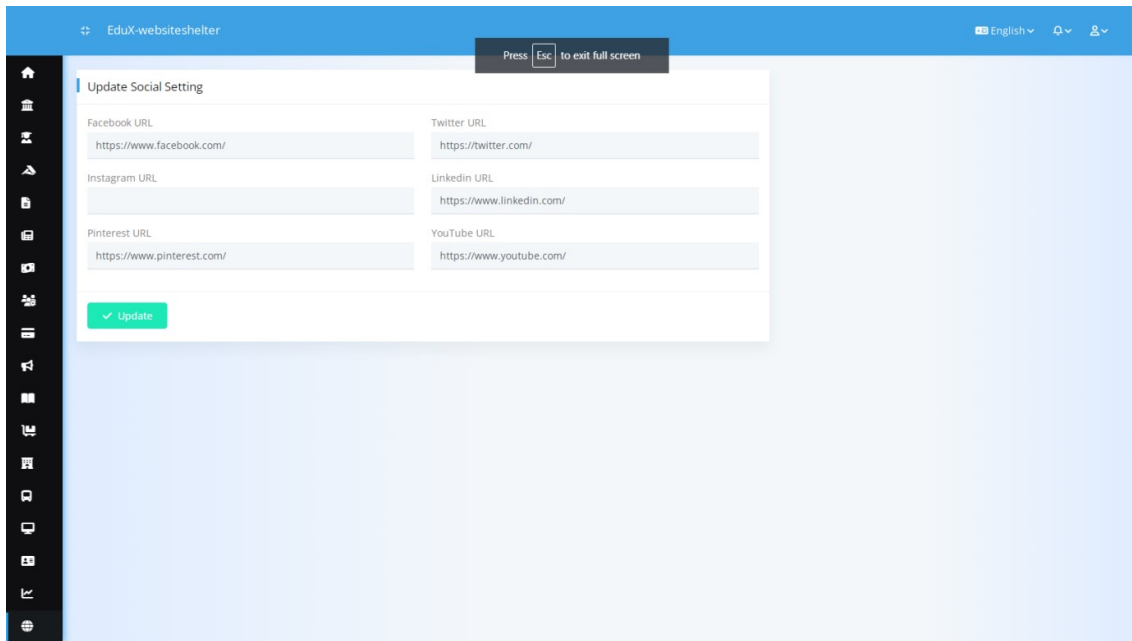 EduX-websiteshelter
English
Press Esc to exit full screen
Update Social Setting
Facebook URL
Twitter URL
https://www.facebook.com/
https://twitter.com/
Instagram URL
Linkedin URL
https://www.linkedin.com/
Pinterest URL
YouTube URL
https://www.pinterest.com/
https://www.youtube.com/
Update